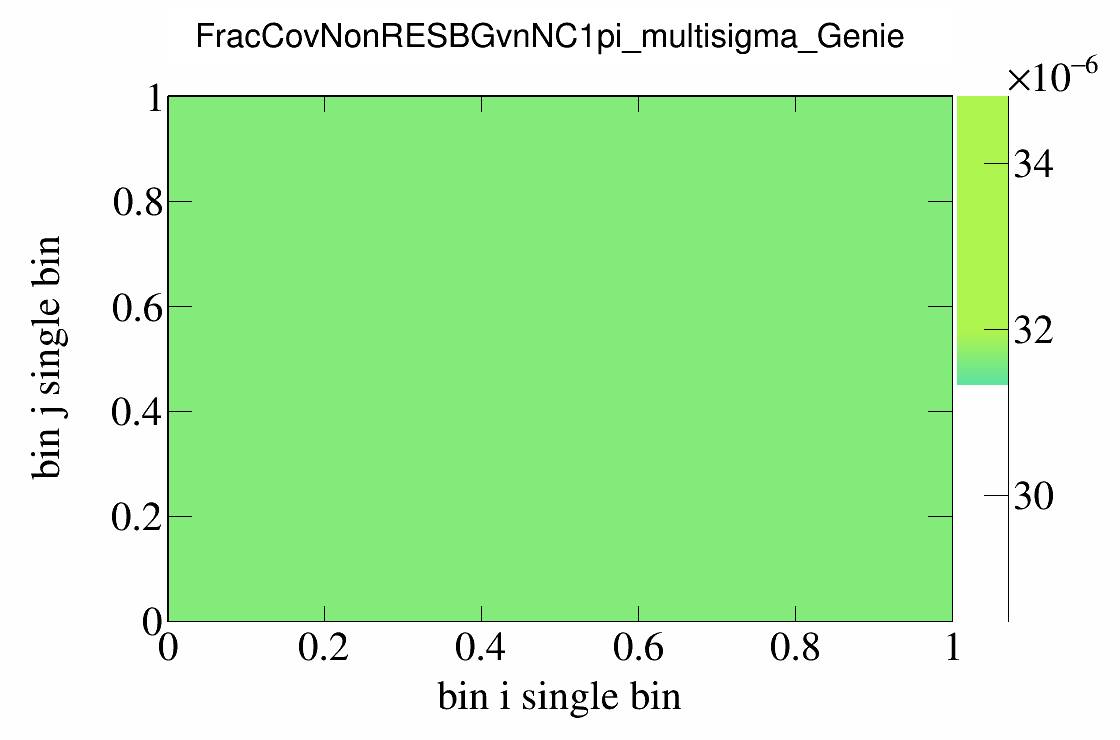 FracCovNonRESBGvnNC1pi_multisigma_Genie
×10⁻⁶
1
0.8
0.6
0.4
0.2
0
34
32
30
bin j single bin
0 0.2 0.4 0.6 0.8 1
bin i single bin